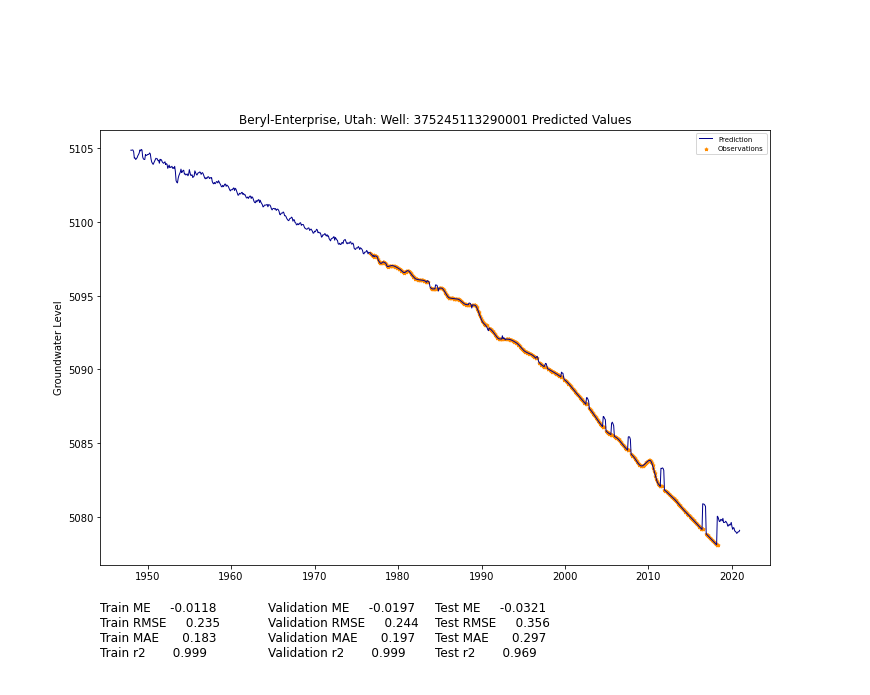 Beryl-Enterprise, Utah: Well: 375245113290001 Predicted Values
Prediction
Observations
Groundwater Level
5105
5100
5095
5090
5085
5080
1950 1960 1970 1980 1990 2000 2010 2020
Train ME -0.0118 Validation ME -0.0197 Test ME -0.0321
Train RMSE 0.235 Validation RMSE 0.244 Test RMSE 0.356
Train MAE 0.183 Validation MAE 0.197 Test MAE 0.297
Train r2 0.999 Validation r2 0.999 Test r2 0.969